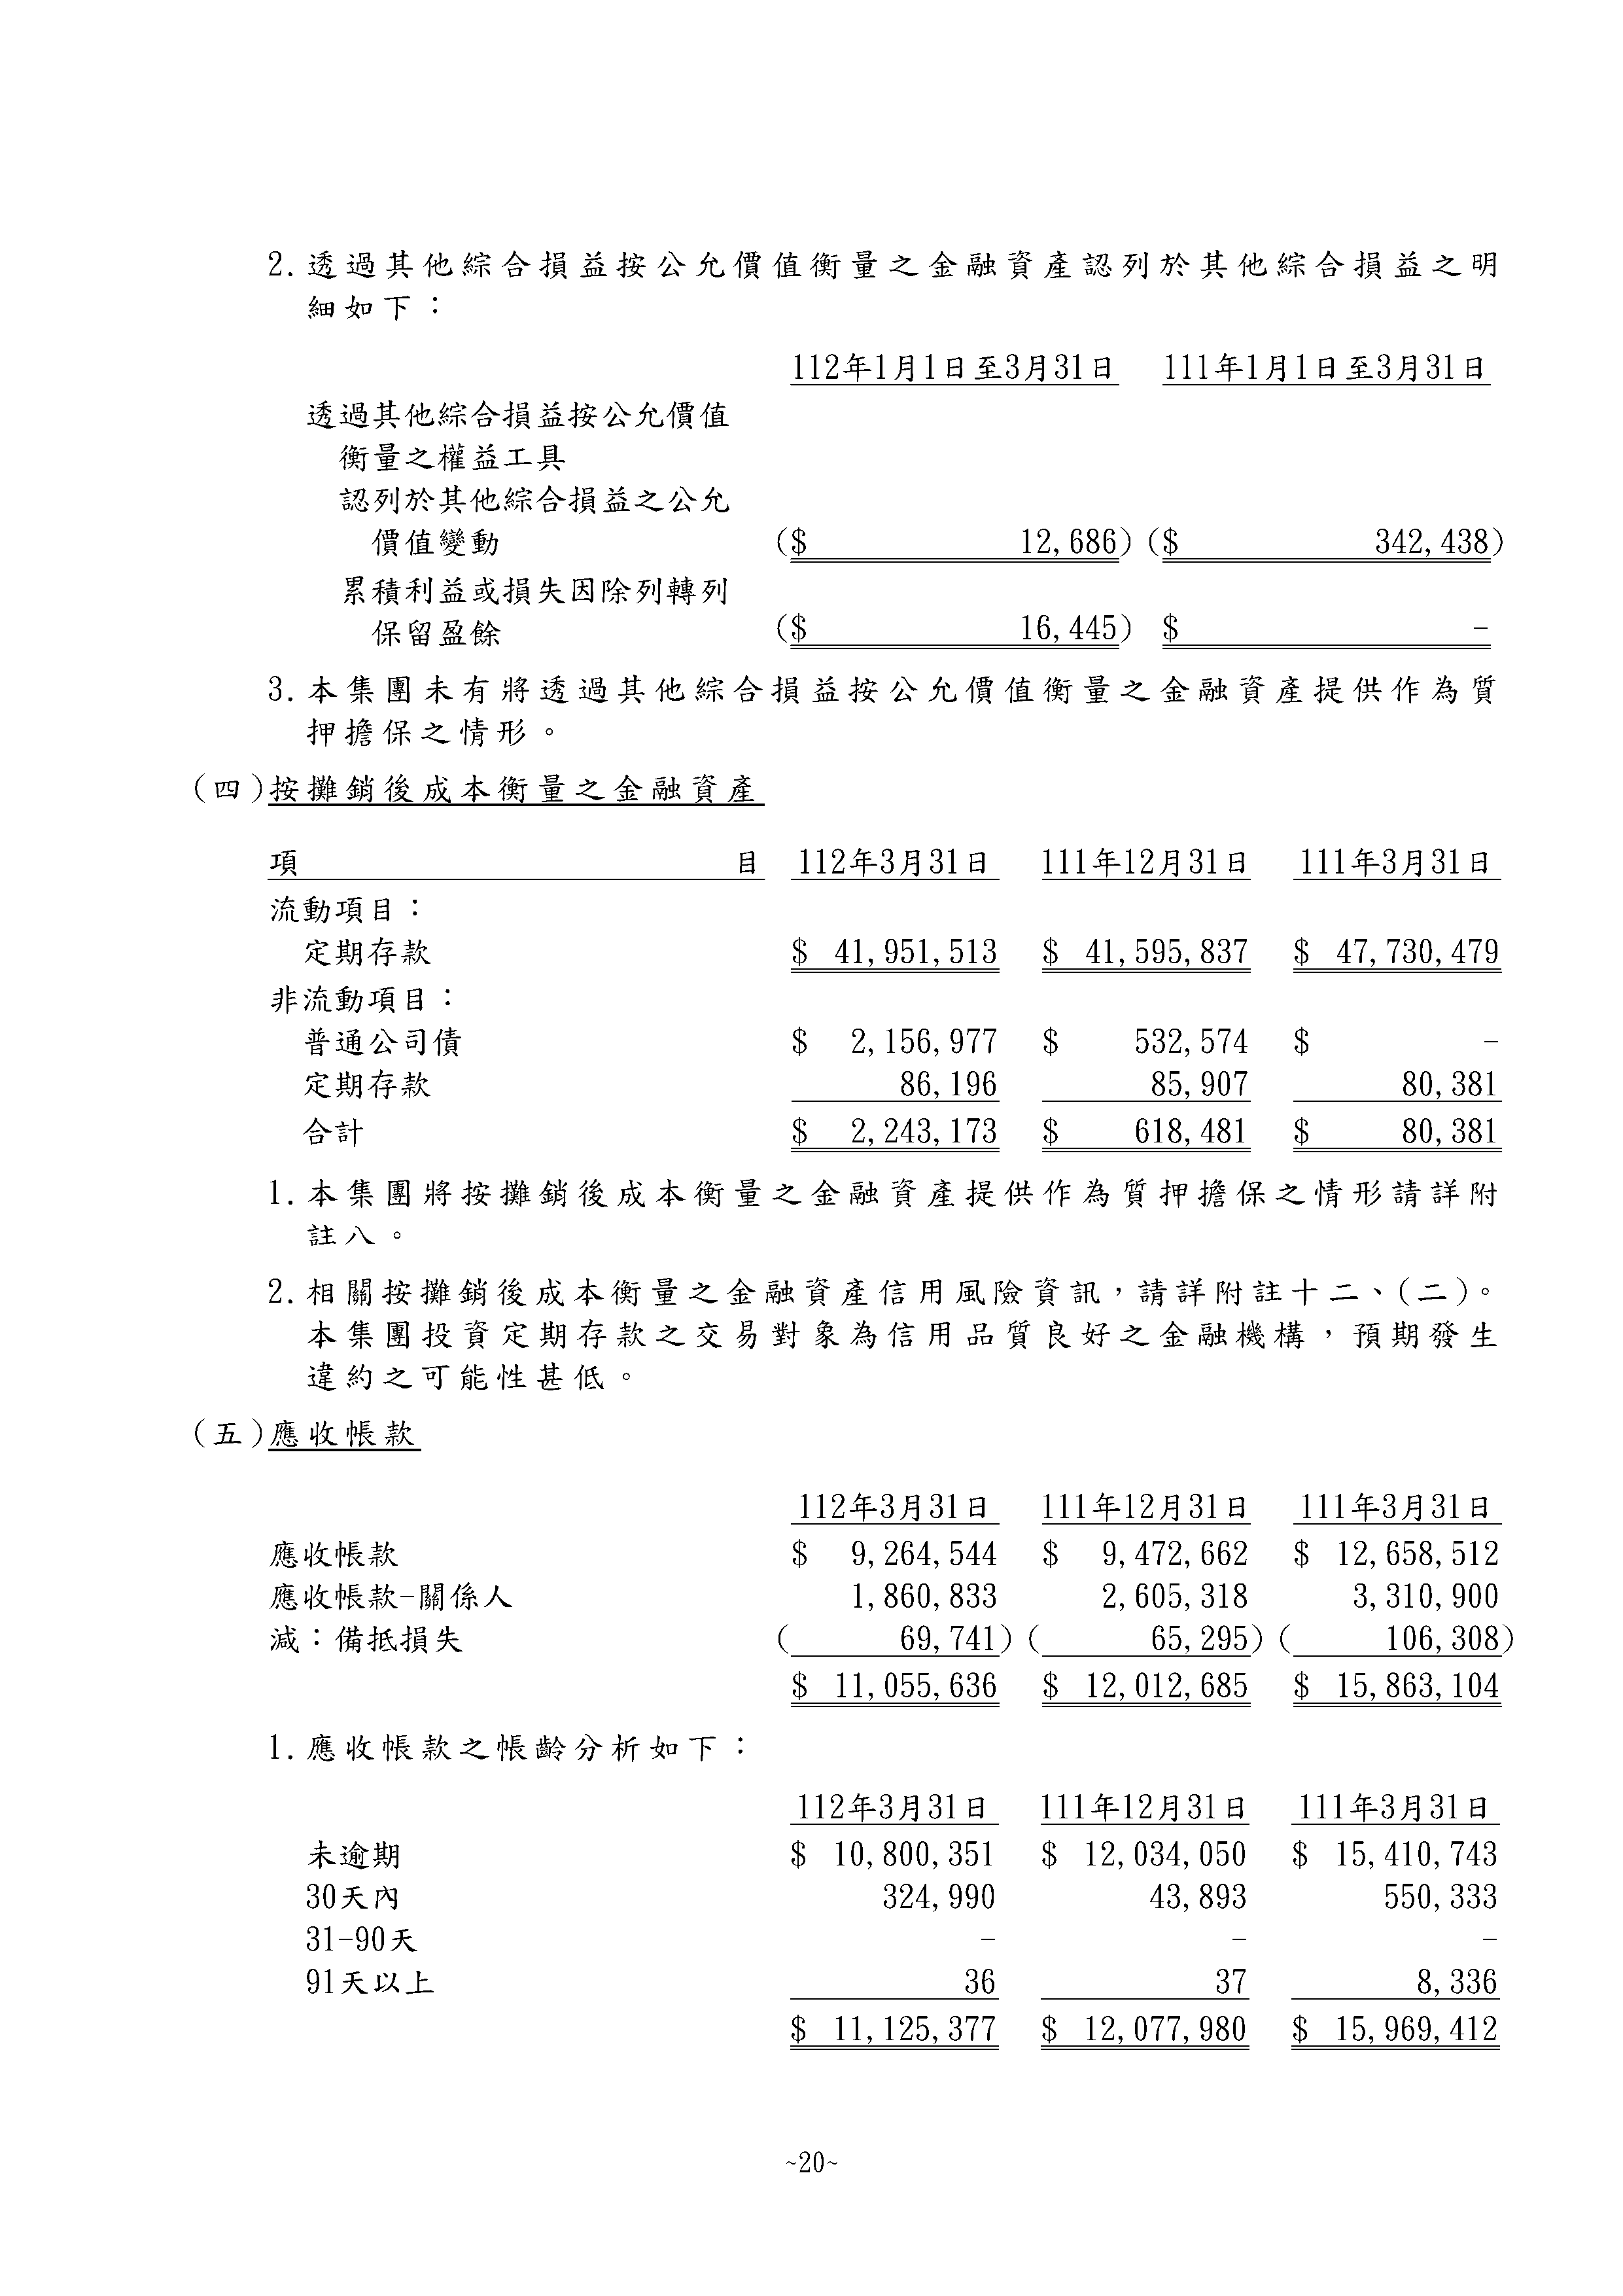 2.透過其他綜合損益按公允價值衡量之金融資產認列於其他綜合損益之明
細如下：
112年1月1日至3月31日 111年1月1日至3月31日
透過其他綜合損益按公允價值
衡量之權益工具
認列於其他綜合損益之公允
價值變動 ($ 12,686) ($ 342,438)
累積利益或損失因除列轉列
保留盈餘 ($ 16,445) $ -
3.本集團未有將透過其他綜合損益按公允價值衡量之金融資產提供作為質
押擔保之情形。
(四)按攤銷後成本衡量之金融資產
項 目 112年3月31日 111年12月31日 111年3月31日
流動項目：
定期存款 $ 41,951,513 $ 41,595,837 $ 47,730,479
非流動項目：
普通公司債 $ 2,156,977 $ 532,574 $ -
定期存款 86,196 85,907 80,381
合計 $ 2,243,173 $ 618,481 $ 80,381
1.本集團將按攤銷後成本衡量之金融資產提供作為質押擔保之情形請詳附
註八。
2.相關按攤銷後成本衡量之金融資產信用風險資訊，請詳附註十二、(二)。
本集團投資定期存款之交易對象為信用品質良好之金融機構，預期發生
違約之可能性甚低。
(五)應收帳款
112年3月31日 111年12月31日 111年3月31日
應收帳款 $ 9,264,544 $ 9,472,662 $ 12,658,512
應收帳款-關係人 1,860,833 2,605,318 3,310,900
減：備抵損失 ( 69,741) ( 65,295) ( 106,308)
$ 11,055,636 $ 12,012,685 $ 15,863,104
1.應收帳款之帳齡分析如下：
112年3月31日 111年12月31日 111年3月31日
未逾期 $ 10,800,351 $ 12,034,050 $ 15,410,743
30天內 324,990 43,893 550,333
31-90天 - - -
91天以上 36 37 8,336
$ 11,125,377 $ 12,077,980 $ 15,969,412
~20~